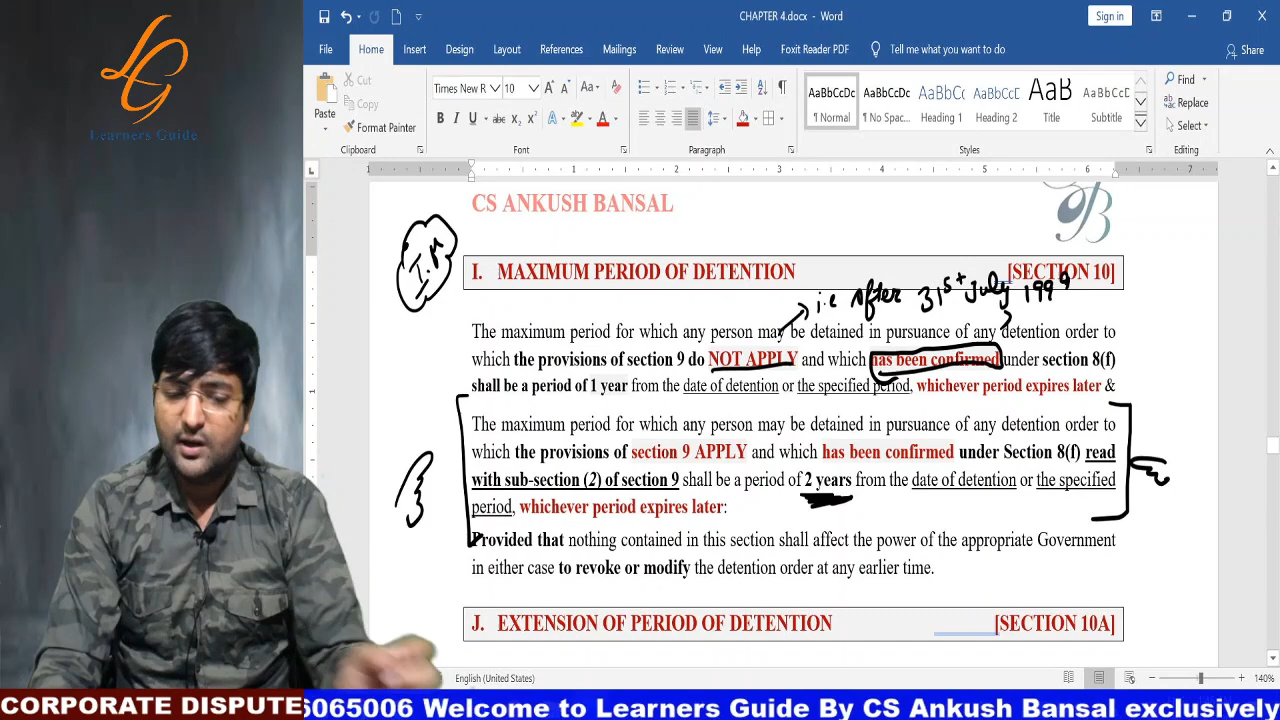 LG
Learners Guide
CHAPTER 4.docx - Word
Sign in
File Home Insert Design Layout References Mailings Review View Help Foxit Reader PDF Tell me what you want to do Share
Paste
Cut
Copy
Format Painter
Times New R 10
AaBbCcDc AaBbCcDc AaBbCc AaBbCcD AaB AaBbCcD
¶ Normal ¶ No Spac... Heading 1 Heading 2 Title Subtitle
Find
Replace
Select
Clipboard Font Paragraph Styles Editing
1 1 2 3 4 5 6 7
CS ANKUSH BANSAL
B
I. MAXIMUM PERIOD OF DETENTION [SECTION 10]
i.e After 31st July 1999
The maximum period for which any person may be detained in pursuance of any detention order to
which the provisions of section 9 do NOT APPLY and which has been confirmed under section 8(f)
shall be a period of 1 year from the date of detention or the specified period, whichever period expires later &
The maximum period for which any person may be detained in pursuance of any detention order to
which the provisions of section 9 APPLY and which has been confirmed under Section 8(f) read
with sub-section (2) of section 9 shall be a period of 2 years from the date of detention or the specified
period, whichever period expires later:
Provided that nothing contained in this section shall affect the power of the appropriate Government
in either case to revoke or modify the detention order at any earlier time.
J. EXTENSION OF PERIOD OF DETENTION [SECTION 10A]
English (United States)
140%
CORPORATE DISPUTE
6065006 Welcome to Learners Guide By CS Ankush Bansal exclusively